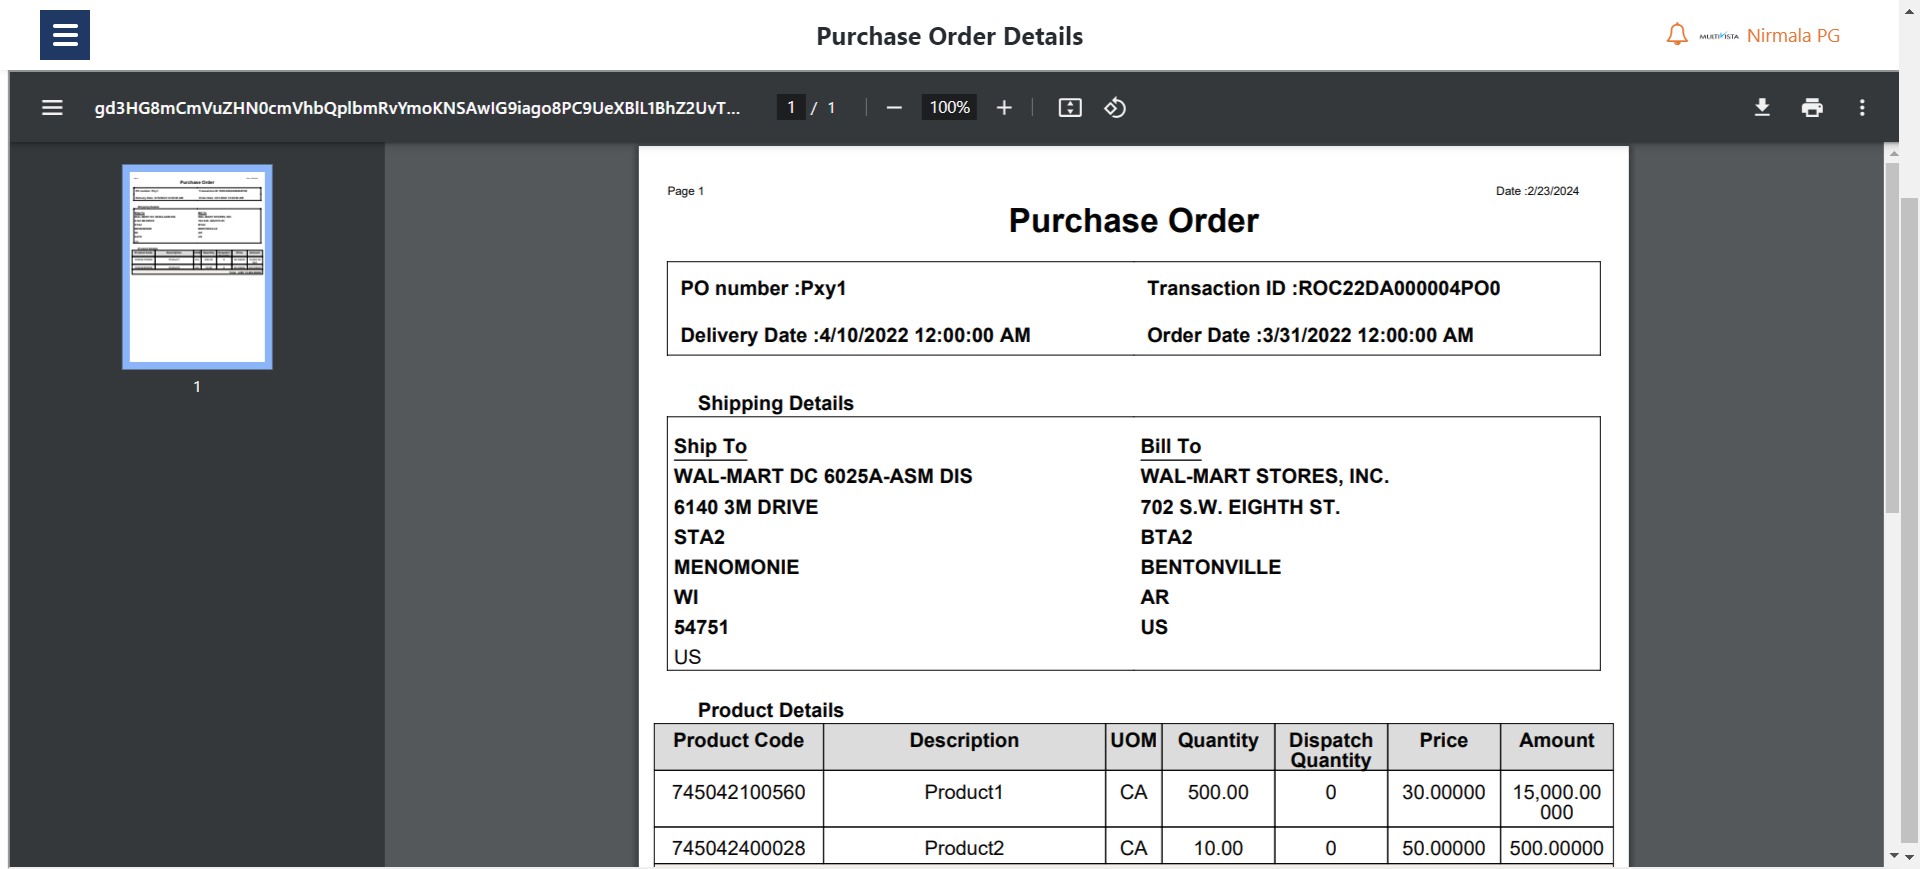 Purchase Order Details
MULTIVISTA Nirmala PG
gd3HG8mCmVuZHN0cmVhbQplbmRvYmoKNSAwIG9iago8PC9UeXBlL1BhZ2UvT...
1 / 1
100%
1
Page 1
Date :2/23/2024
Purchase Order
PO number :Pxy1
Transaction ID :ROC22DA000004PO0
Delivery Date :4/10/2022 12:00:00 AM
Order Date :3/31/2022 12:00:00 AM
Shipping Details
Ship To
WAL-MART DC 6025A-ASM DIS
6140 3M DRIVE
STA2
MENOMONIE
WI
54751
US
Bill To
WAL-MART STORES, INC.
702 S.W. EIGHTH ST.
BTA2
BENTONVILLE
AR
US
Product Details
Product Code Description UOM Quantity Dispatch Quantity Price Amount
745042100560 Product1 CA 500.00 0 30.00000 15,000.00
000
745042400028 Product2 CA 10.00 0 50.00000 500.00000